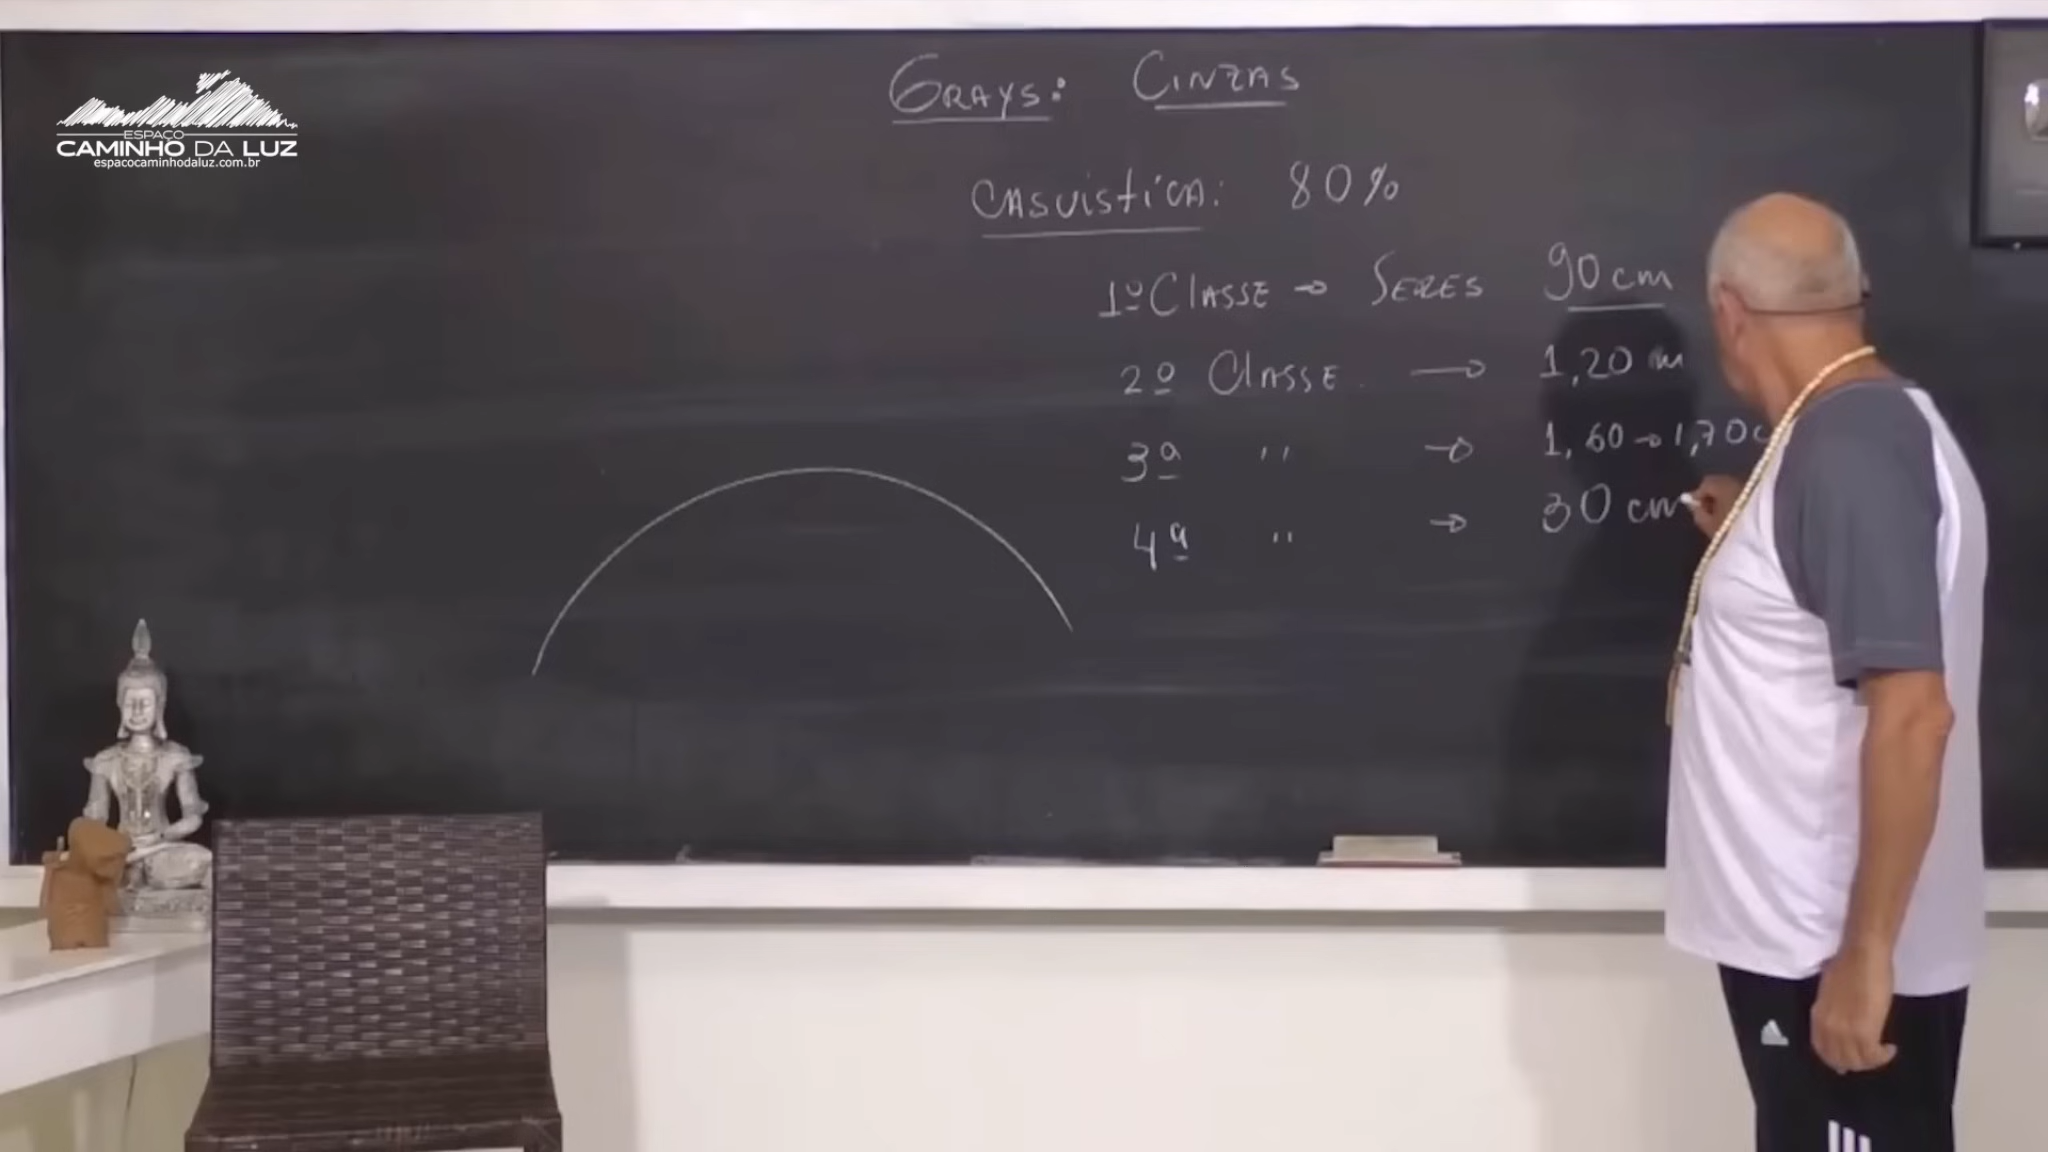 ESPAÇO
CAMINHO DA LUZ
espacocaminhodaluz.com.br
GRAYS: CINZAS
CASUISTICA: 80%
1º CLASSE → SERES 90 cm
2º CLASSE. → 1,20 m
3ª " → 1,60 → 1,70
4ª " → 30 cm